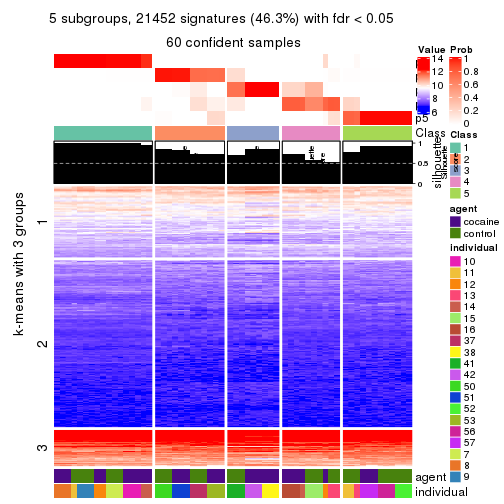 5 subgroups, 21452 signatures (46.3%) with fdr < 0.05
60 confident samples
Value
14
12
10
8
6
Prob
1
0.8
0.6
0.4
0.2
0
p5
Class
1
0.5
0
silhouette
k-means with 3 groups
1
2
3
Class
1
2
3
4
5
agent
cocaine
control
individual
10
11
12
13
14
15
16
37
38
41
42
50
51
52
53
56
57
7
8
9
agent
individual